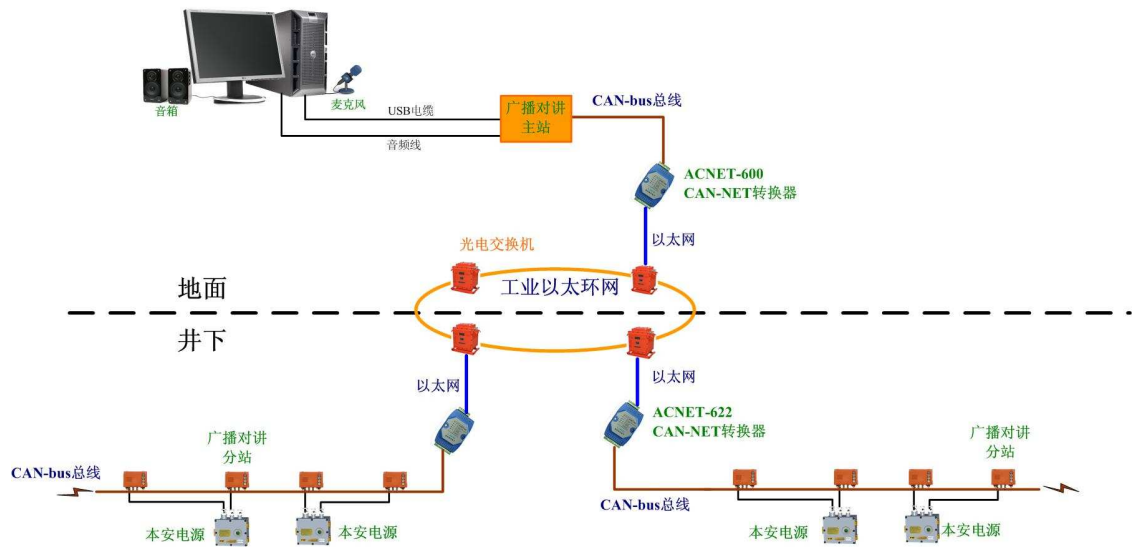 音箱
麦克风
USB电缆
音频线
广播对讲
主站
CAN-bus总线
ACNET-600
CAN-NET转换器
以太网
光电交换机
工业以太环网
地面
井下
以太网
以太网
ACNET-622
CAN-NET转换器
广播对讲
分站
广播对讲
分站
CAN-bus总线
CAN-bus总线
本安电源
本安电源
本安电源
本安电源